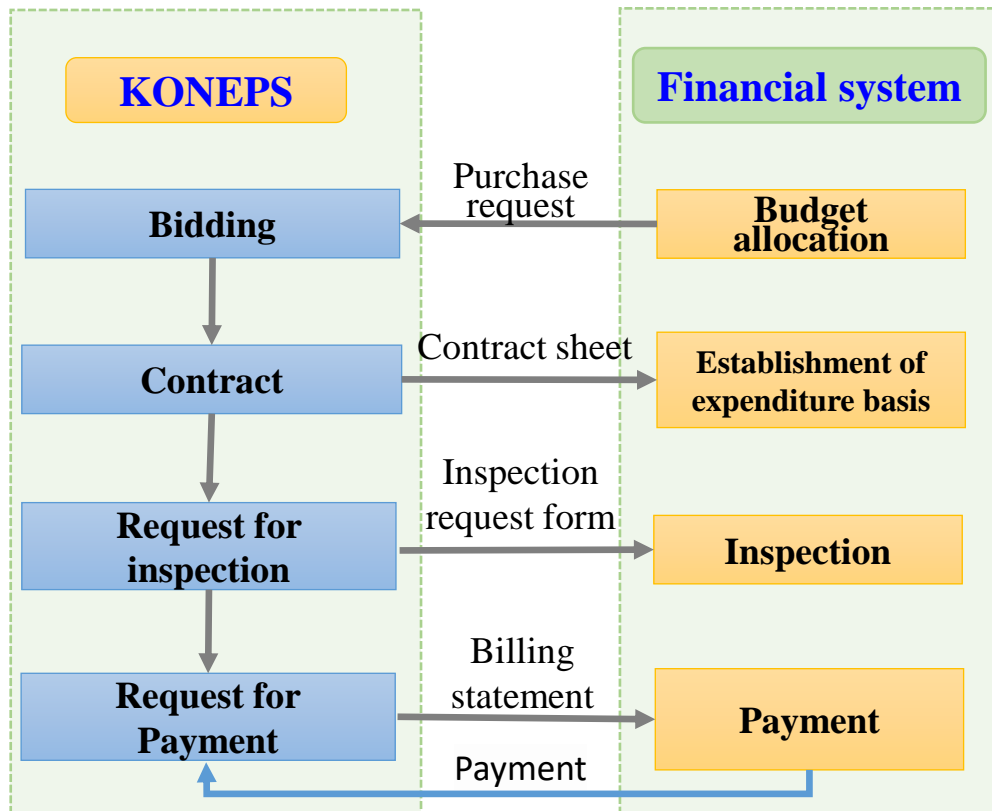 KONEPS
Financial system
Purchase
request
Bidding
Budget
allocation
Contract sheet
Contract
Establishment of
expenditure basis
Inspection
request form
Request for
inspection
Inspection
Billing
statement
Request for
Payment
Payment
Payment